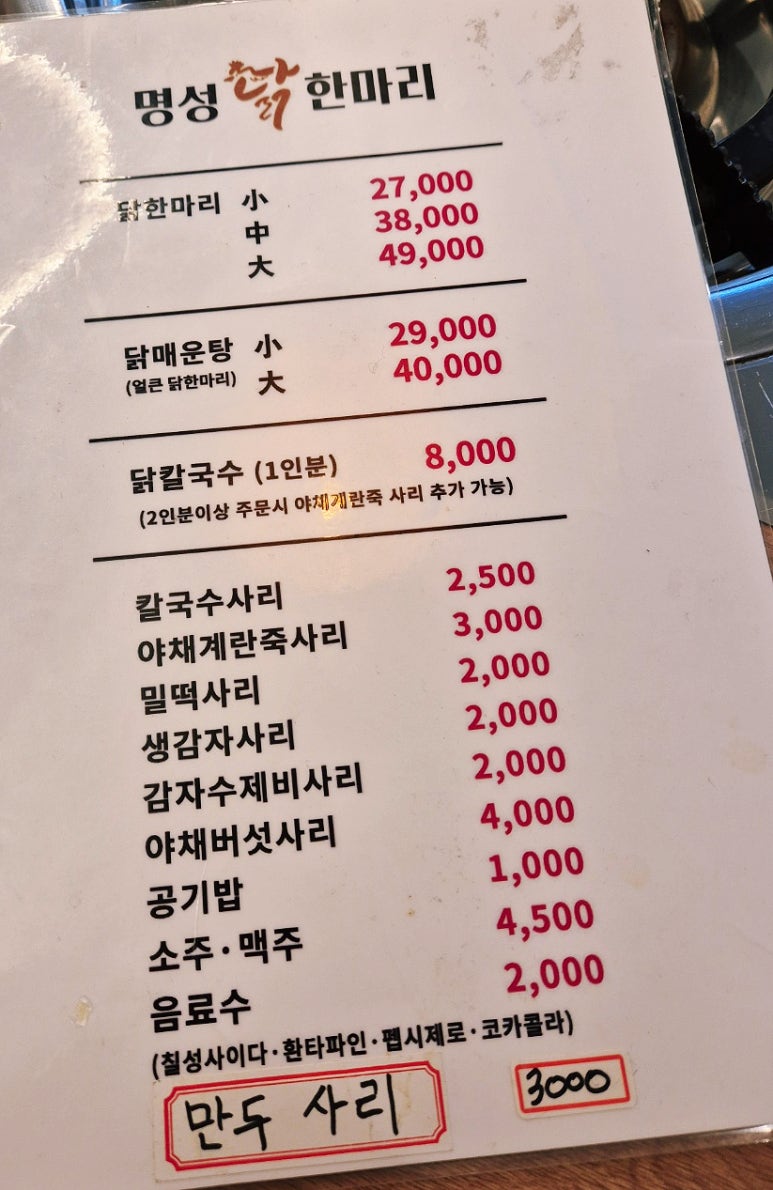 명성 닭 한마리
닭한마리 小 27,000
中 38,000
大 49,000
닭매운탕 小 29,000
(얼큰 닭한마리) 大 40,000
닭칼국수 (1인분) 8,000
(2인분이상 주문시 야채계란죽 사리 추가 가능)
칼국수사리 2,500
야채계란죽사리 3,000
밀떡사리 2,000
생감자사리 2,000
감자수제비사리 2,000
야채버섯사리 4,000
공기밥 1,000
소주·맥주 4,500
음료수 2,000
(칠성사이다·환타파인·펩시제로·코카콜라)
만두 사리 3000